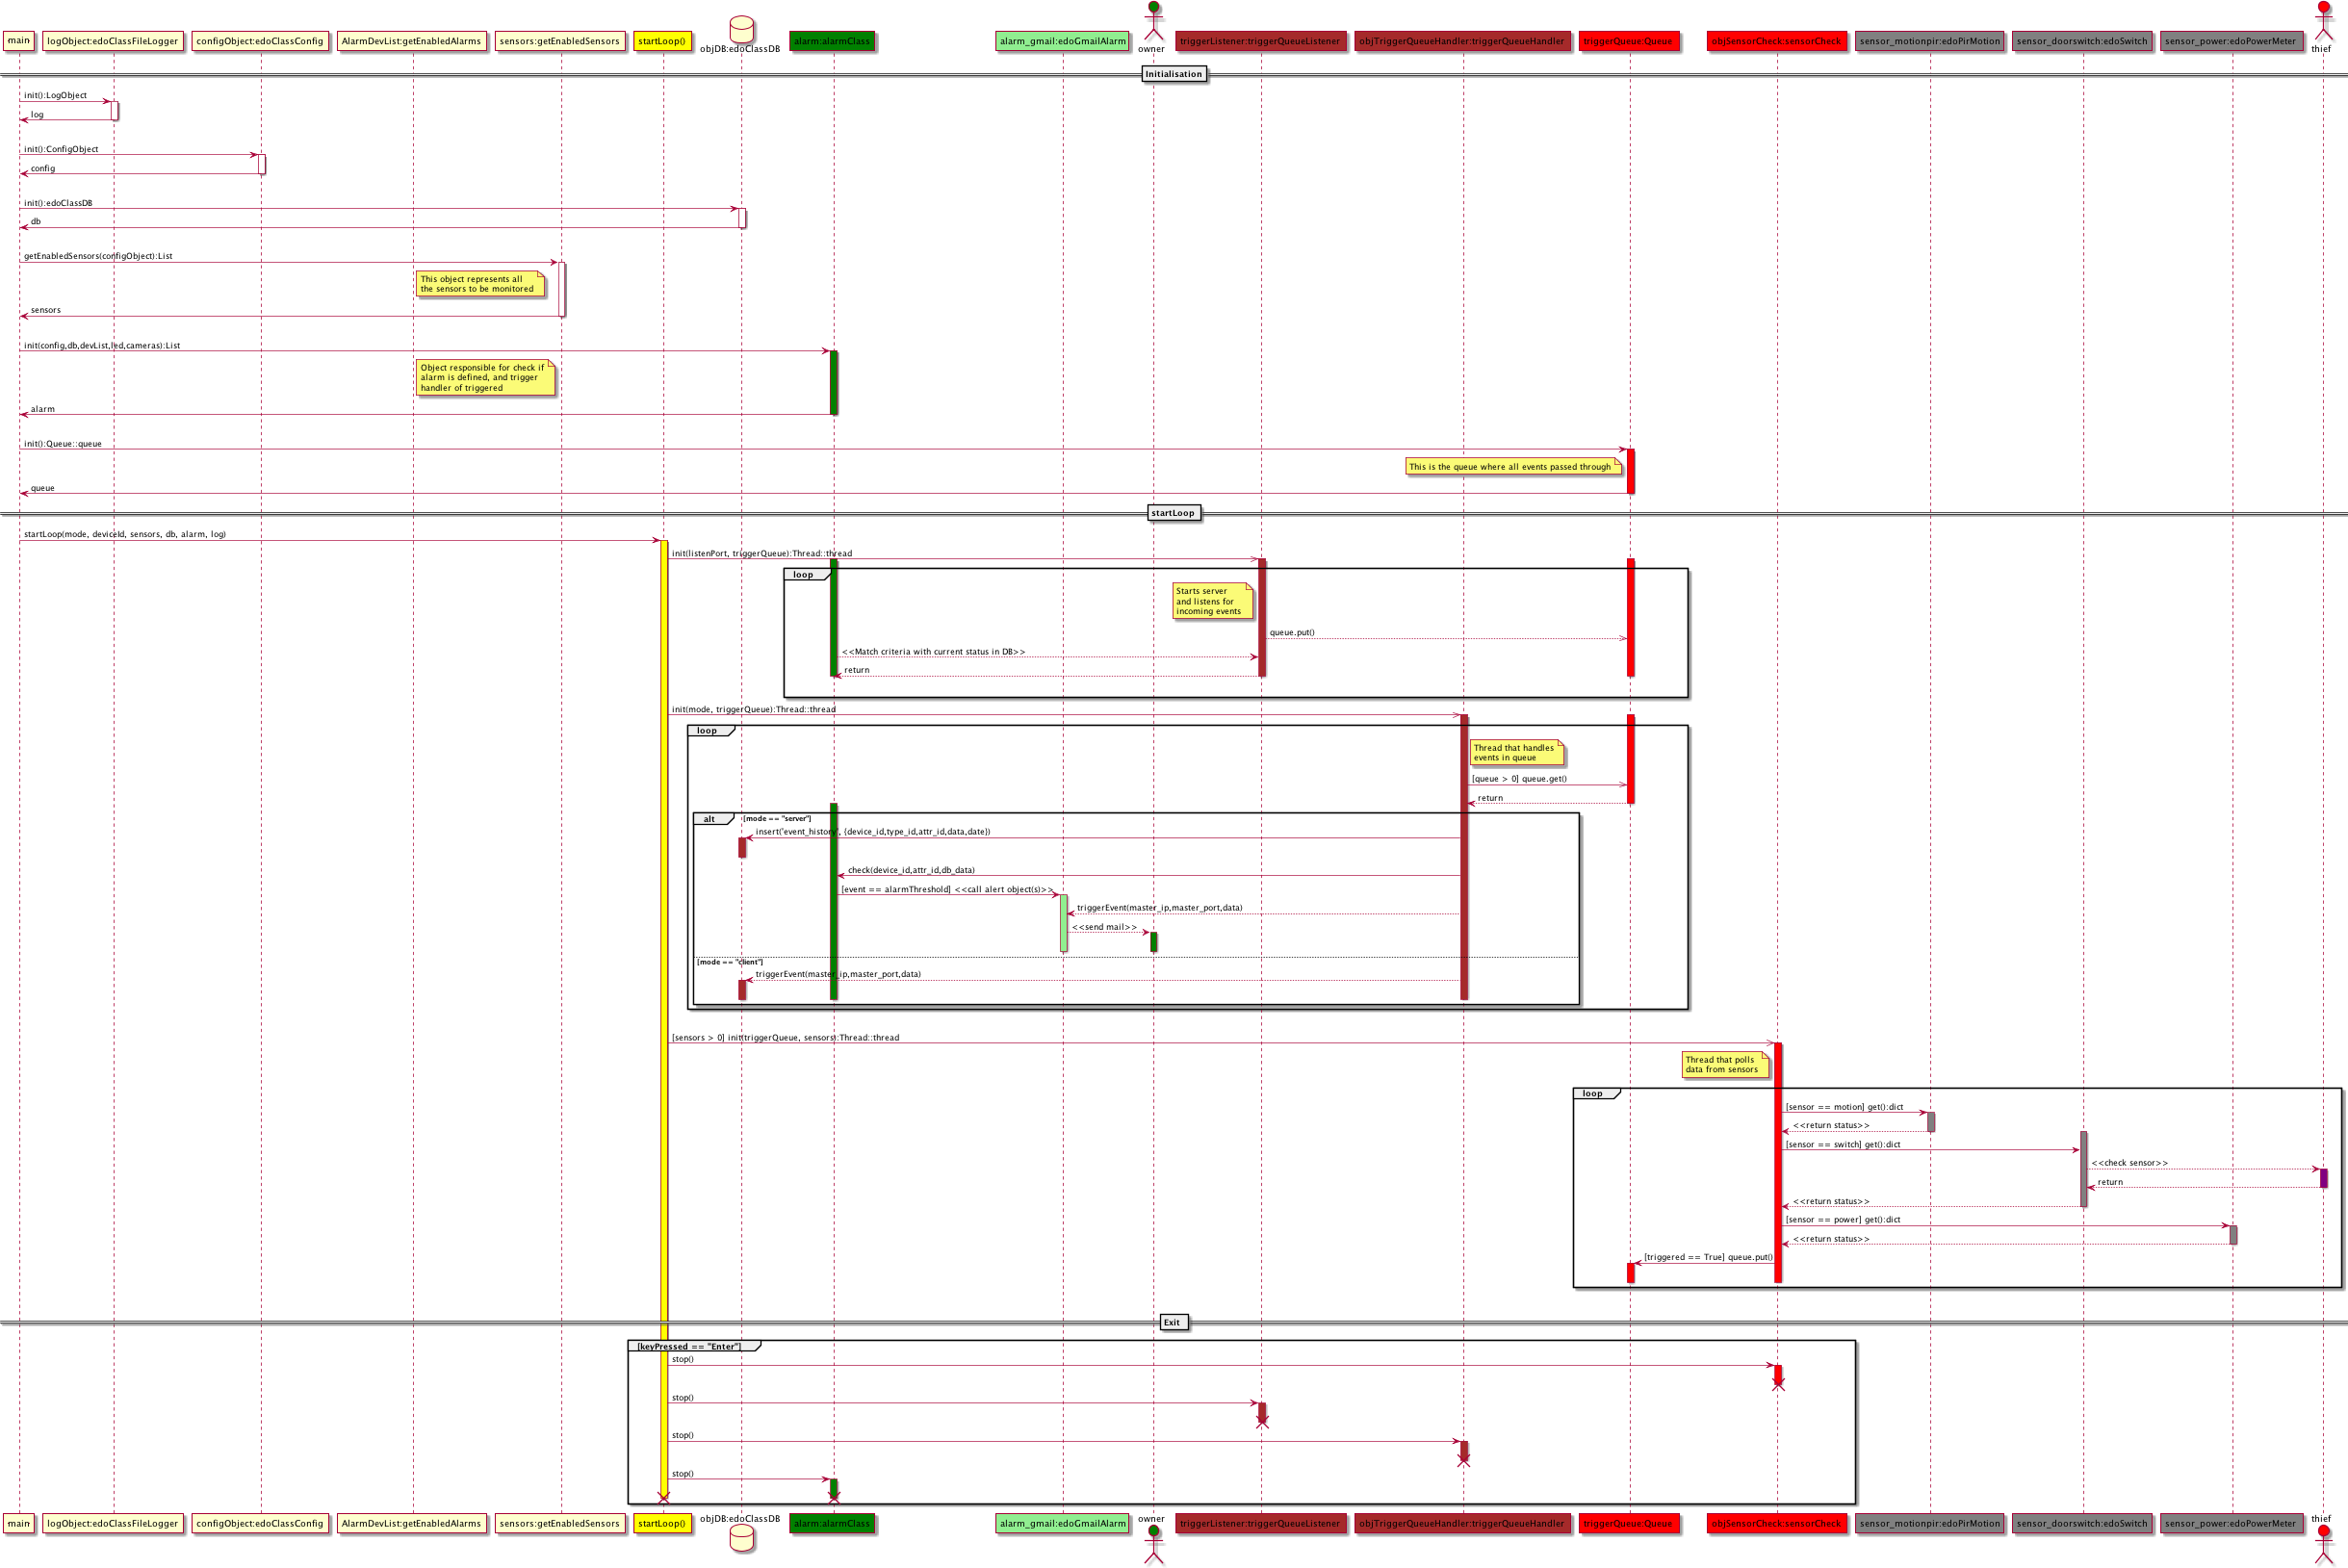 main
logObject:edoClassFileLogger
configObject:edoClassConfig
AlarmDevList:getEnabledAlarms
sensors:getEnabledSensors
startLoop()
objDB:edoClassDB
alarm:alarmClass
alarm_gmail:edoGmailAlarm
owner
triggerListener:triggerQueueListener
objTriggerQueueHandler:triggerQueueHandler
triggerQueue:Queue
objSensorCheck:sensorCheck
sensor_motionpir:edoPirMotion
sensor_doorswitch:edoSwitch
sensor_power:edoPowerMeter
thief
Initialisation
init():LogObject
log
init():ConfigObject
config
init():edoClassDB
db
getEnabledSensors(configObject):List
This object represents all
the sensors to be monitored
sensors
init(config,db,devList,led,cameras):List
Object responsible for check if
alarm is defined, and trigger
handler of triggered
alarm
init():Queue::queue
This is the queue where all events passed through
queue
startLoop
startLoop(mode, deviceId, sensors, db, alarm, log)
init(listenPort, triggerQueue):Thread::thread
loop
Starts server
and listens for
incoming events
queue.put()
<<Match criteria with current status in DB>>
return
init(mode, triggerQueue):Thread::thread
loop
Thread that handles
events in queue
[queue > 0] queue.get()
return
alt [mode == "server"]
insert('event_history', (device_id,type_id,attr_id,data,date))
check(device_id,attr_id,db_data)
[event == alarmThreshold] <<call alert object(s)>>
triggerEvent(master_ip,master_port,data)
<<send mail>>
[mode == "client"]
triggerEvent(master_ip,master_port,data)
[sensors > 0] init(triggerQueue, sensors):Thread::thread
Thread that polls
data from sensors
loop
[sensor == motion] get():dict
<<return status>>
[sensor == switch] get():dict
<<check sensor>>
return
<<return status>>
[sensor == power] get():dict
<<return status>>
[triggered == True] queue.put()
Exit
[keyPressed == "Enter"]
stop()
stop()
stop()
stop()
main
logObject:edoClassFileLogger
configObject:edoClassConfig
AlarmDevList:getEnabledAlarms
sensors:getEnabledSensors
startLoop()
objDB:edoClassDB
alarm:alarmClass
alarm_gmail:edoGmailAlarm
owner
triggerListener:triggerQueueListener
objTriggerQueueHandler:triggerQueueHandler
triggerQueue:Queue
objSensorCheck:sensorCheck
sensor_motionpir:edoPirMotion
sensor_doorswitch:edoSwitch
sensor_power:edoPowerMeter
thief